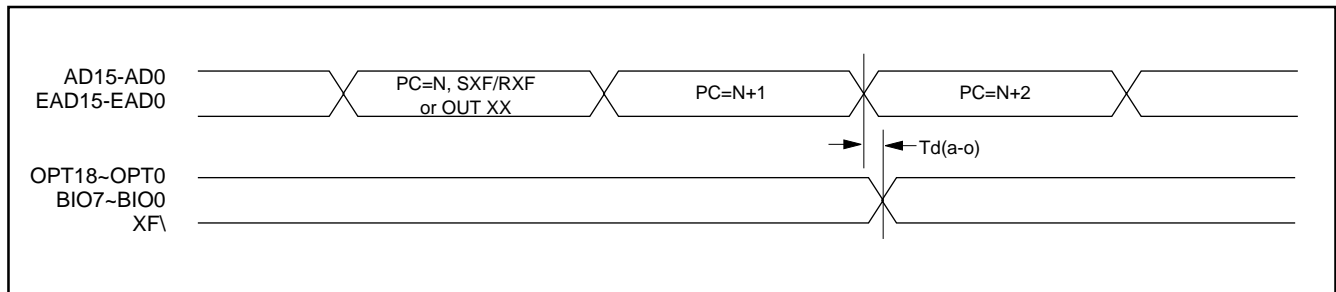 AD15-AD0
EAD15-EAD0
PC=N, SXF/RXF
or OUT XX
PC=N+1
PC=N+2
Td(a-o)
OPT18~OPT0
BIO7~BIO0
XF\